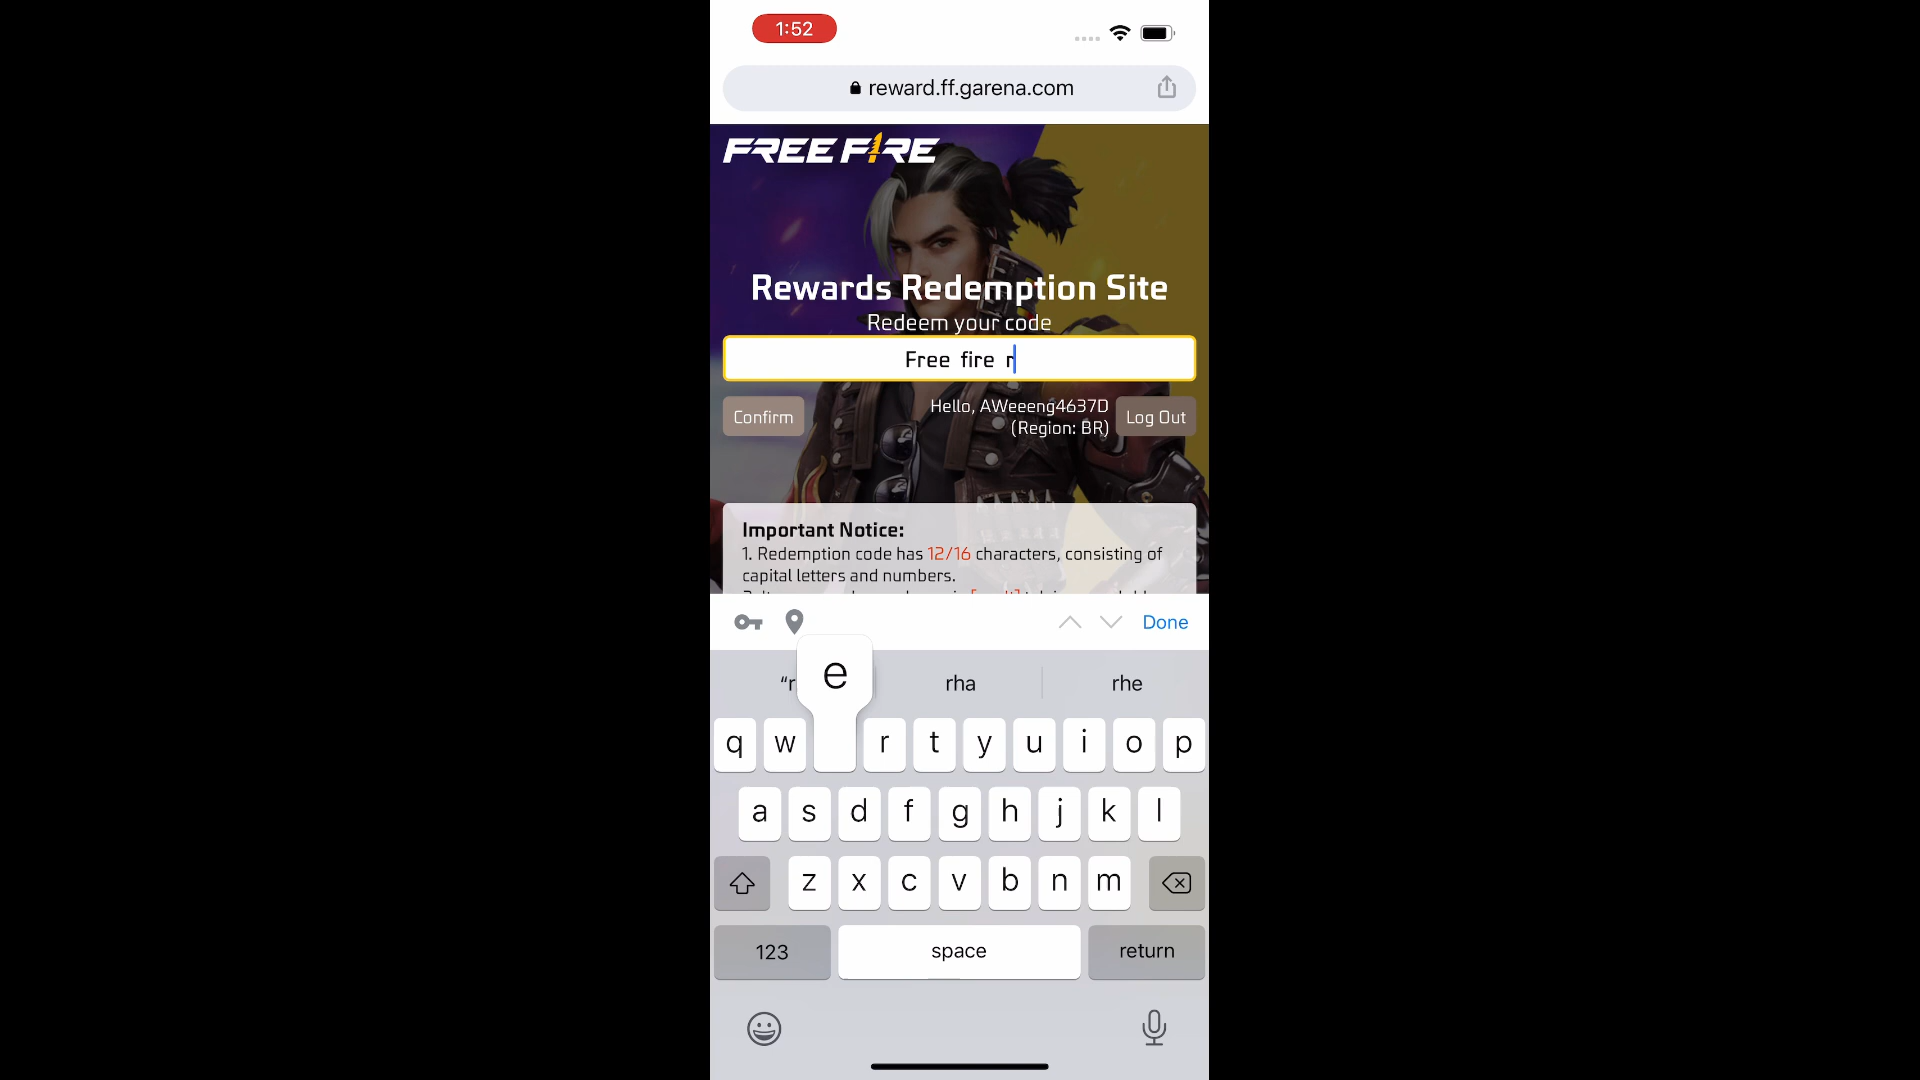 1:52
reward.ff.garena.com
FREE FIRE
Rewards Redemption Site
Redeem your code
Free fire r
Confirm
Hello, AWeeeng4637D
(Region: BR)
Log Out
Important Notice:
1. Redemption code has 12/16 characters, consisting of
capital letters and numbers.
Done
“r
e
rha
rhe
q w r t y u i o p
a s d f g h j k l
z x c v b n m
123
space
return